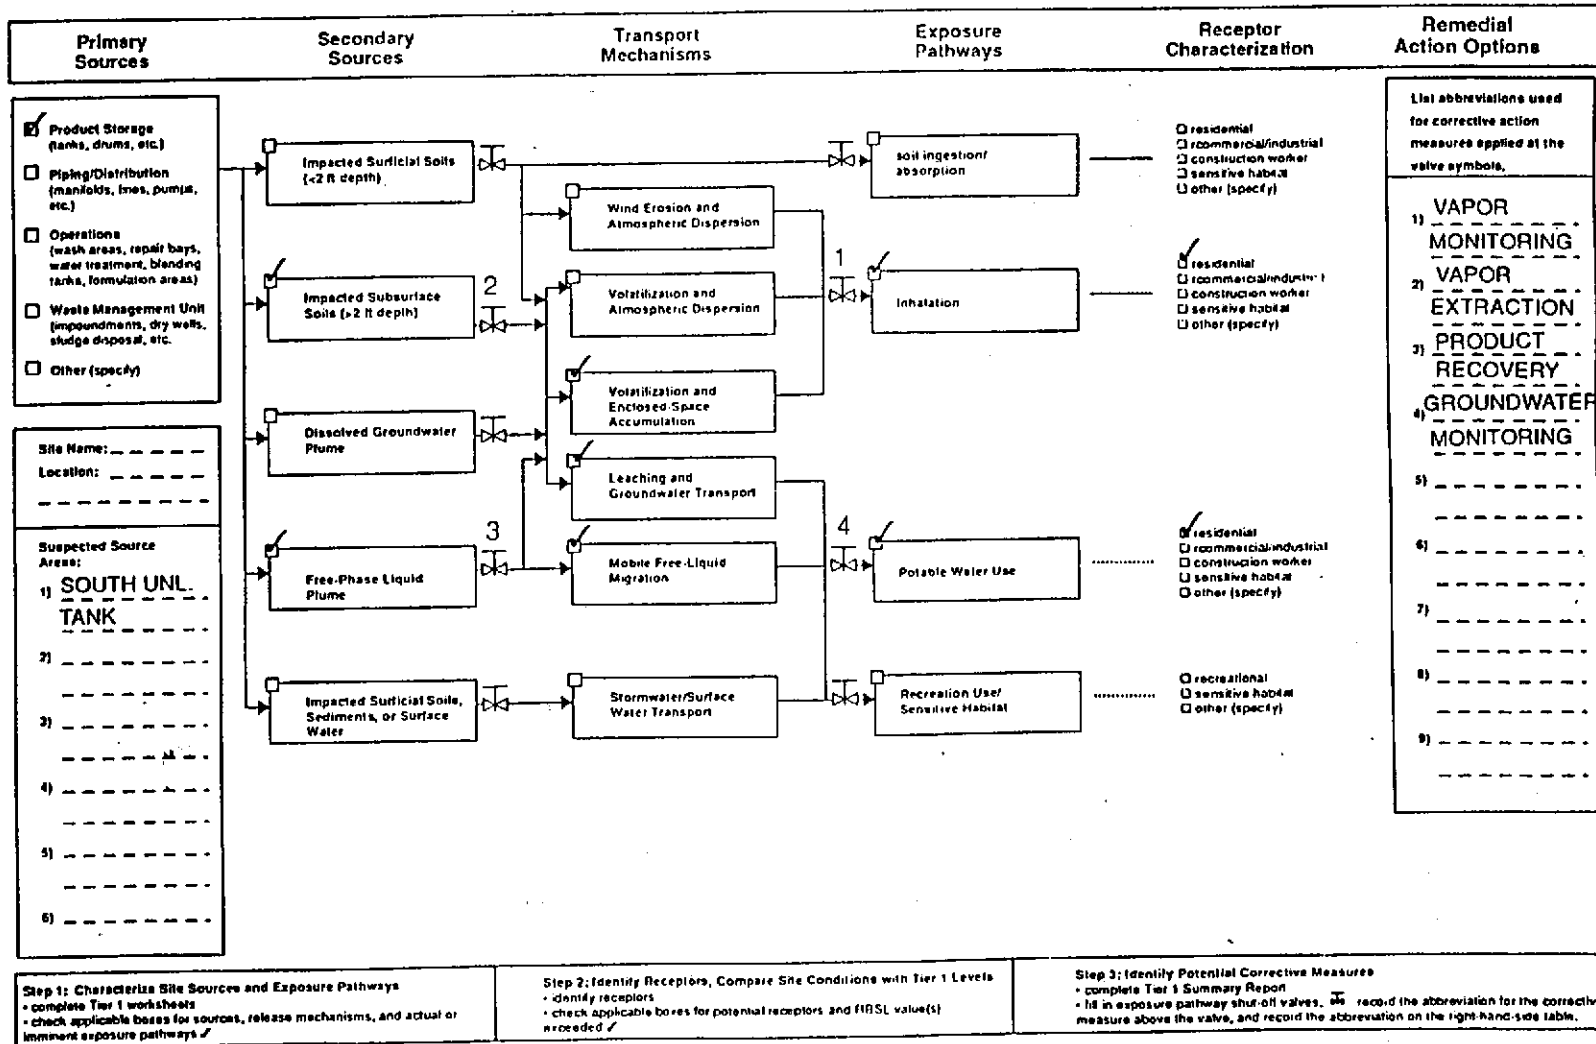 Primary
Sources
Secondary
Sources
Transport
Mechanisms
Exposure
Pathways
Receptor
Characterization
Remedial
Action Options
Product Storage
(tanks, drums, etc.)
Piping/Distribution
(manifolds, lines, pumps,
etc.)
Operations
(wash areas, repair bays,
water treatment, blending
tanks, formulation areas)
Waste Management Unit
(impoundments, dry wells,
sludge disposal, etc.
Other (specify)
Site Name:
Location:
Suspected Source
Areas:
1) SOUTH UNL.
TANK
2)
3)
4)
5)
6)
Impacted Surficial Soils
(<2 ft depth)
2
Impacted Subsurface
Soils (>2 ft depth)
Dissolved Groundwater
Plume
3
Free-Phase Liquid
Plume
Impacted Surficial Soils,
Sediments, or Surface
Water
Wind Erosion and
Atmospheric Dispersion
Volatilization and
Atmospheric Dispersion
Volatilization and
Enclosed-Space
Accumulation
Leaching and
Groundwater Transport
Mobile Free-Liquid
Migration
Stormwater/Surface
Water Transport
soil ingestion/
absorption
1
Inhalation
4
Potable Water Use
Recreation Use/
Sensitive Habitat
residential
rcommercial/industrial
construction worker
sensitive habitat
other (specify)
residential
rcommercial/industri l
construction worker
sensitive habitat
other (specify)
residential
rcommercial/industrial
construction worker
sensitive habitat
other (specify)
recreational
sensitive habitat
other (specify)
List abbreviations used
for corrective action
measures applied at the
valve symbols.
1) VAPOR
MONITORING
2) VAPOR
EXTRACTION
3) PRODUCT
RECOVERY
4) GROUNDWATER
MONITORING
5)
6)
7)
8)
9)
Step 1: Characterize Site Sources and Exposure Pathways
• complete Tier 1 worksheets
• check applicable boxes for sources, release mechanisms, and actual or
imminent exposure pathways ✓
Step 2: Identify Receptors, Compare Site Conditions with Tier 1 Levels
• identify receptors
• check applicable boxes for potential receptors and RBSL value(s)
exceeded ✓
Step 3: Identify Potential Corrective Measures
• complete Tier 1 Summary Report
• fill in exposure pathway shut-off valves, record the abbreviation for the corrective
measure above the valve, and record the abbreviation on the right-hand-side table.